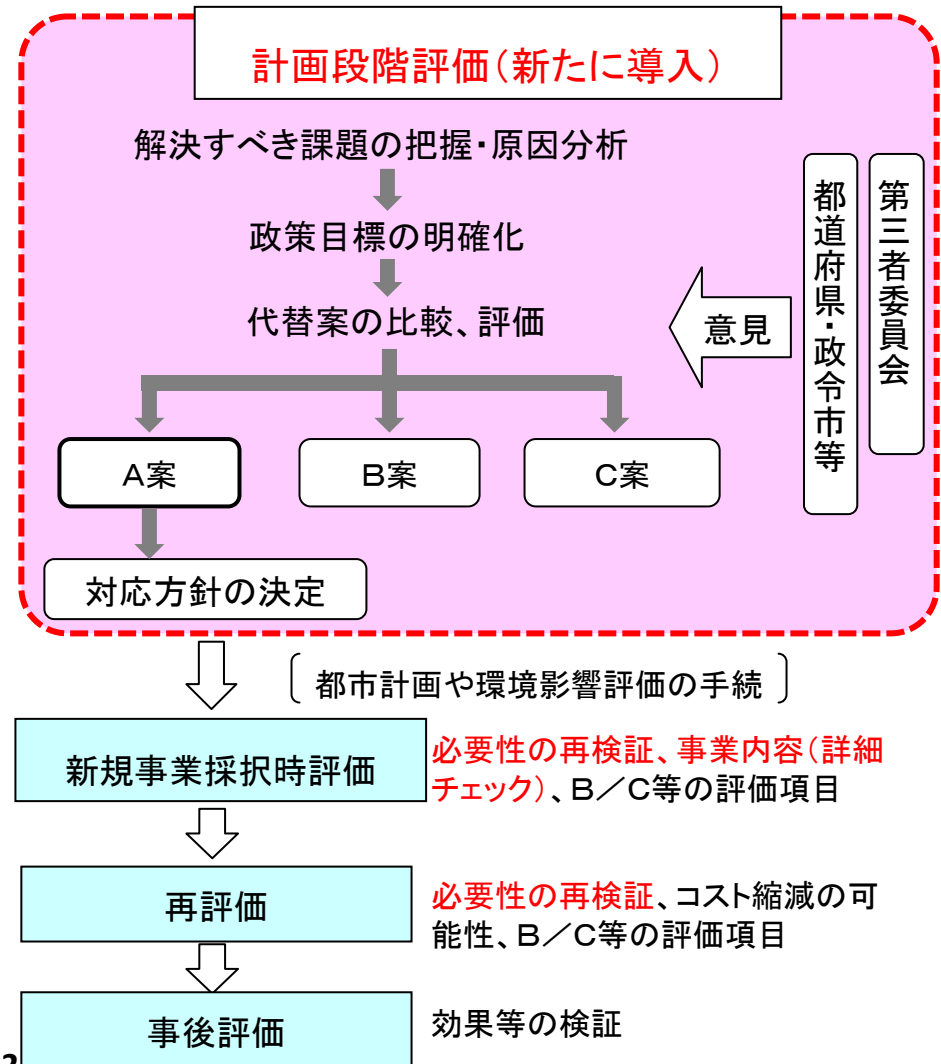 計画段階評価(新たに導入)
解決すべき課題の把握・原因分析
政策目標の明確化
代替案の比較、評価
意見
都道府県・政令市等
第三者委員会
A案
B案
C案
対応方針の決定
都市計画や環境影響評価の手続
新規事業採択時評価
必要性の再検証、事業内容(詳細
チェック)、B/C等の評価項目
再評価
必要性の再検証、コスト縮減の可
能性、B/C等の評価項目
事後評価
効果等の検証